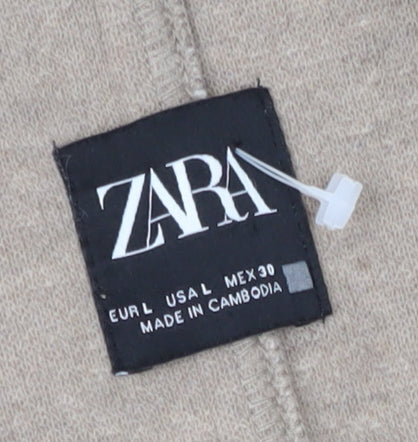 ZARA
EUR L USA L MEX 30
MADE IN CAMBODIA